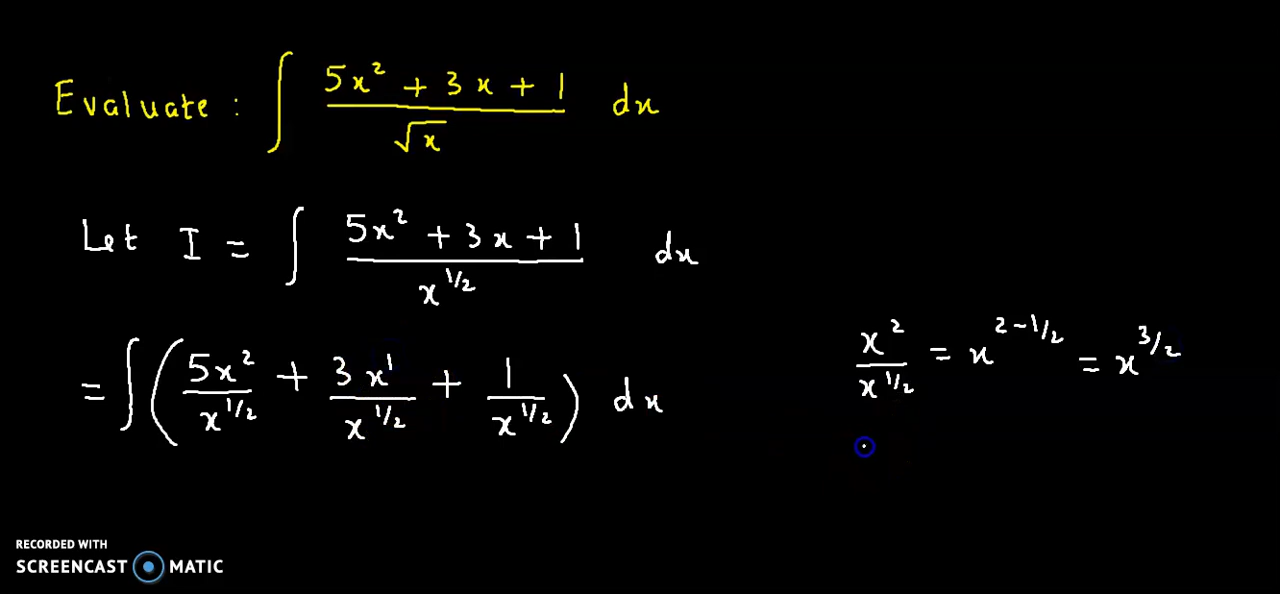 Evaluate : ∫ (5x² + 3x + 1)/√x dx
Let I = ∫ (5x² + 3x + 1)/x^(1/2) dx
= ∫ (5x²/x^(1/2) + 3x¹/x^(1/2) + 1/x^(1/2)) dx
x²/x^(1/2) = x^(2-1/2) = x^(3/2)
RECORDED WITH
SCREENCAST MATIC